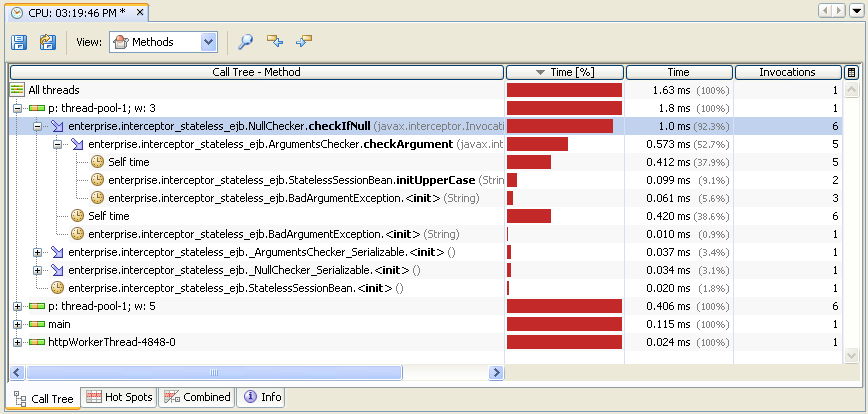 CPU: 03:19:46 PM *
View: Methods
Call Tree - Method Time [%] Time Invocations
All threads 1.63 ms (100%) 1
p: thread-pool-1; w: 3 1.8 ms (100%) 1
enterprise.interceptor_stateless_ejb.NullChecker.checkIfNull (javax.interceptor.Invocati 1.0 ms (92.3%) 6
enterprise.interceptor_stateless_ejb.ArgumentsChecker.checkArgument (javax.int 0.573 ms (52.7%) 5
Self time 0.412 ms (37.9%) 5
enterprise.interceptor_stateless_ejb.StatelessSessionBean.initUpperCase (Strin 0.099 ms (9.1%) 2
enterprise.interceptor_stateless_ejb.BadArgumentException.<init> (String) 0.061 ms (5.6%) 3
Self time 0.420 ms (38.6%) 6
enterprise.interceptor_stateless_ejb.BadArgumentException.<init> (String) 0.010 ms (0.9%) 1
enterprise.interceptor_stateless_ejb._ArgumentsChecker_Serializable.<init> () 0.037 ms (3.4%) 1
enterprise.interceptor_stateless_ejb._NullChecker_Serializable.<init> () 0.034 ms (3.1%) 1
enterprise.interceptor_stateless_ejb.StatelessSessionBean.<init> () 0.020 ms (1.8%) 1
p: thread-pool-1; w: 5 0.406 ms (100%) 6
main 0.115 ms (100%) 1
httpWorkerThread-4848-0 0.024 ms (100%) 1
Call Tree Hot Spots Combined Info